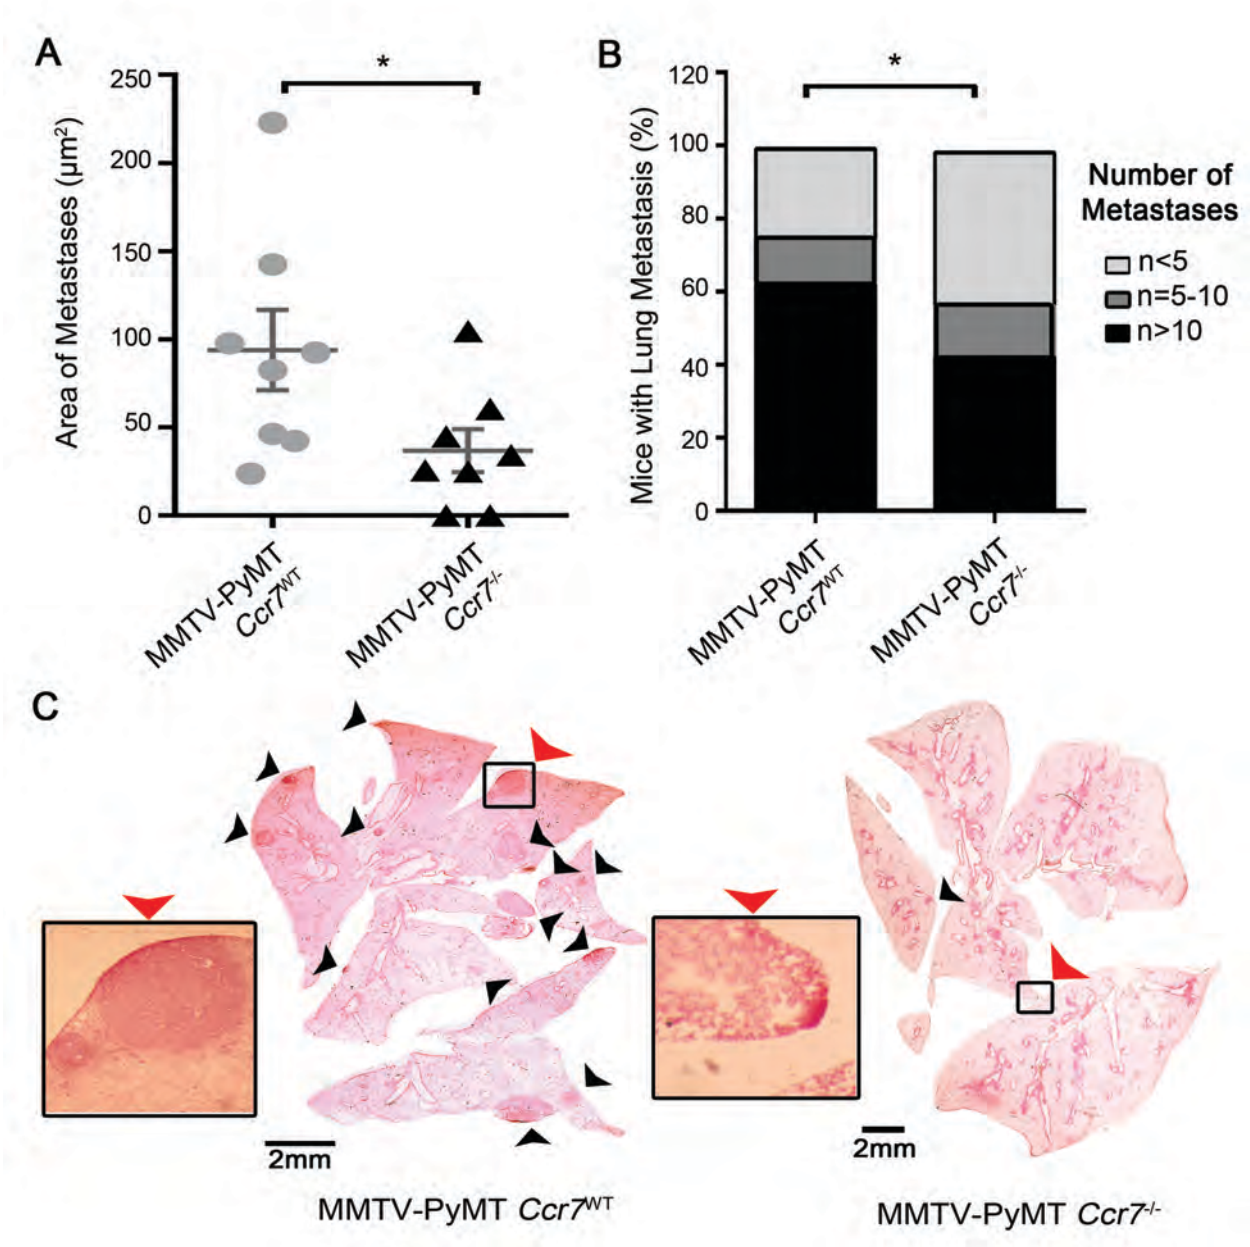 A
*
250
200
150
100
50
0
Area of Metastases (μm²)
MMTV-PyMT
Ccr7WT
MMTV-PyMT
Ccr7-/-
B
*
120
100
80
60
40
20
0
Mice with Lung Metastasis (%)
MMTV-PyMT
Ccr7WT
MMTV-PyMT
Ccr7-/-
Number of
Metastases
n<5
n=5-10
n>10
C
2mm
MMTV-PyMT Ccr7WT
2mm
MMTV-PyMT Ccr7-/-